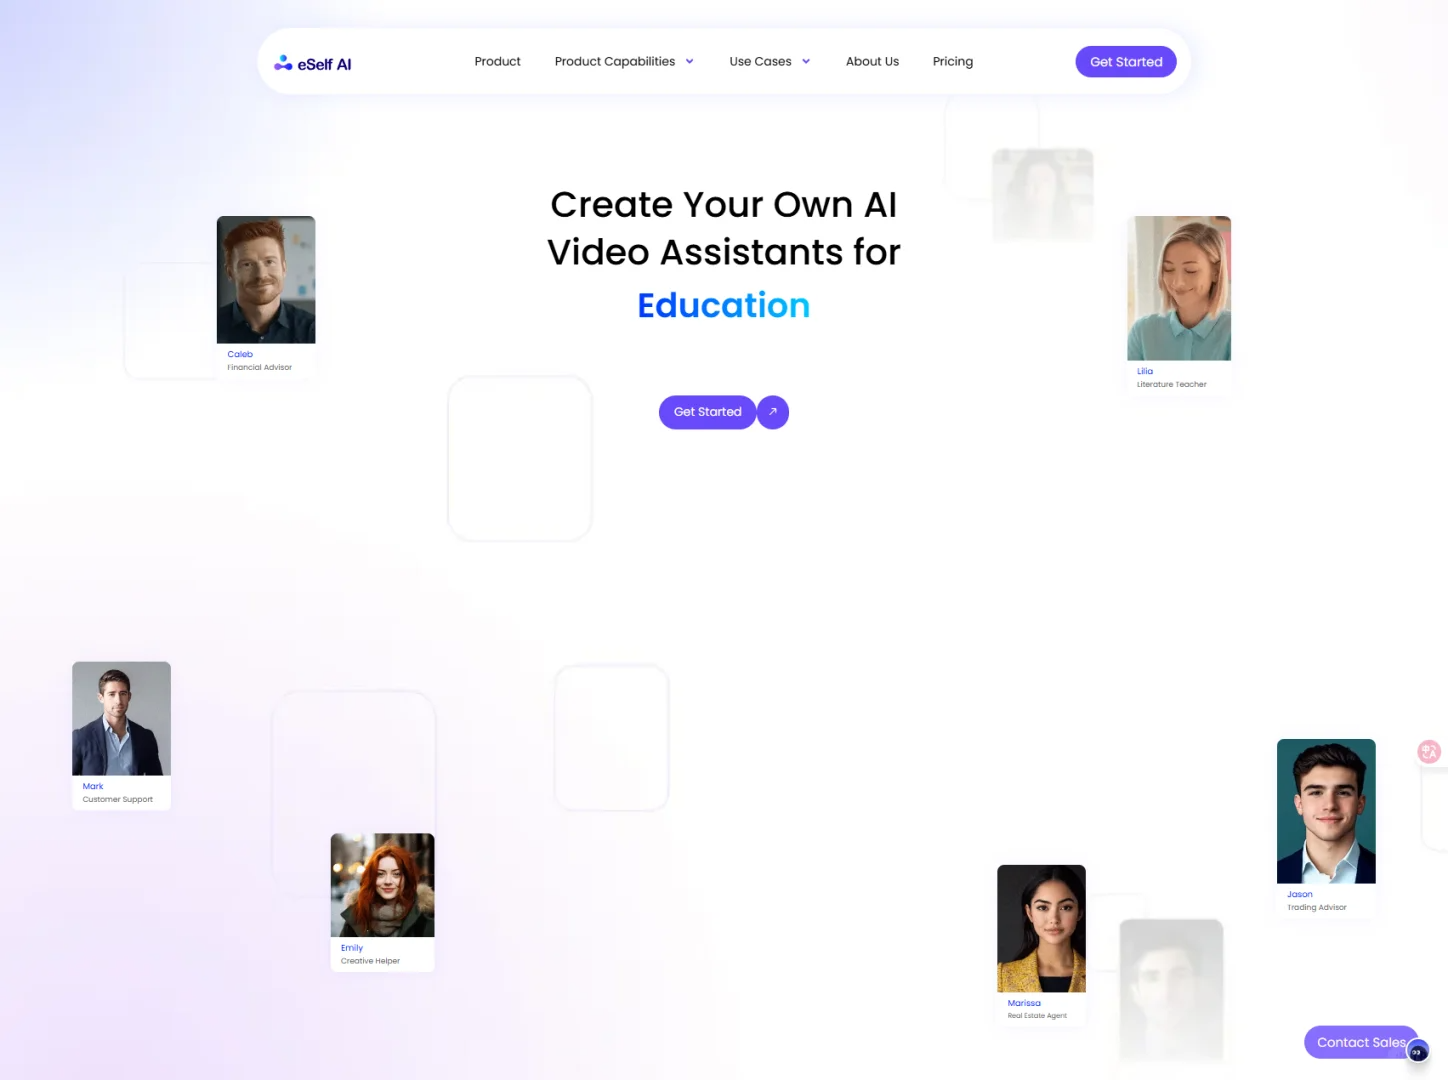 eSelf AI
Product
Product Capabilities
Use Cases
About Us
Pricing
Get Started
Create Your Own AI
Video Assistants for
Education
Get Started
Caleb
Financial Advisor
Lilia
Literature Teacher
Mark
Customer Support
Emily
Creative Helper
Jason
Trading Advisor
Marissa
Real Estate Agent
Contact Sales